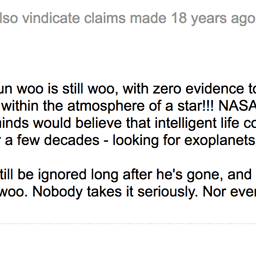 lso vindicate claims made 18 years ago
un woo is still woo, with zero evidence to
within the atmosphere of a star!!! NASA
inds would believe that intelligent life co
a few decades - looking for exoplanets
till be ignored long after he's gone, and
woo. Nobody takes it seriously. Nor eve